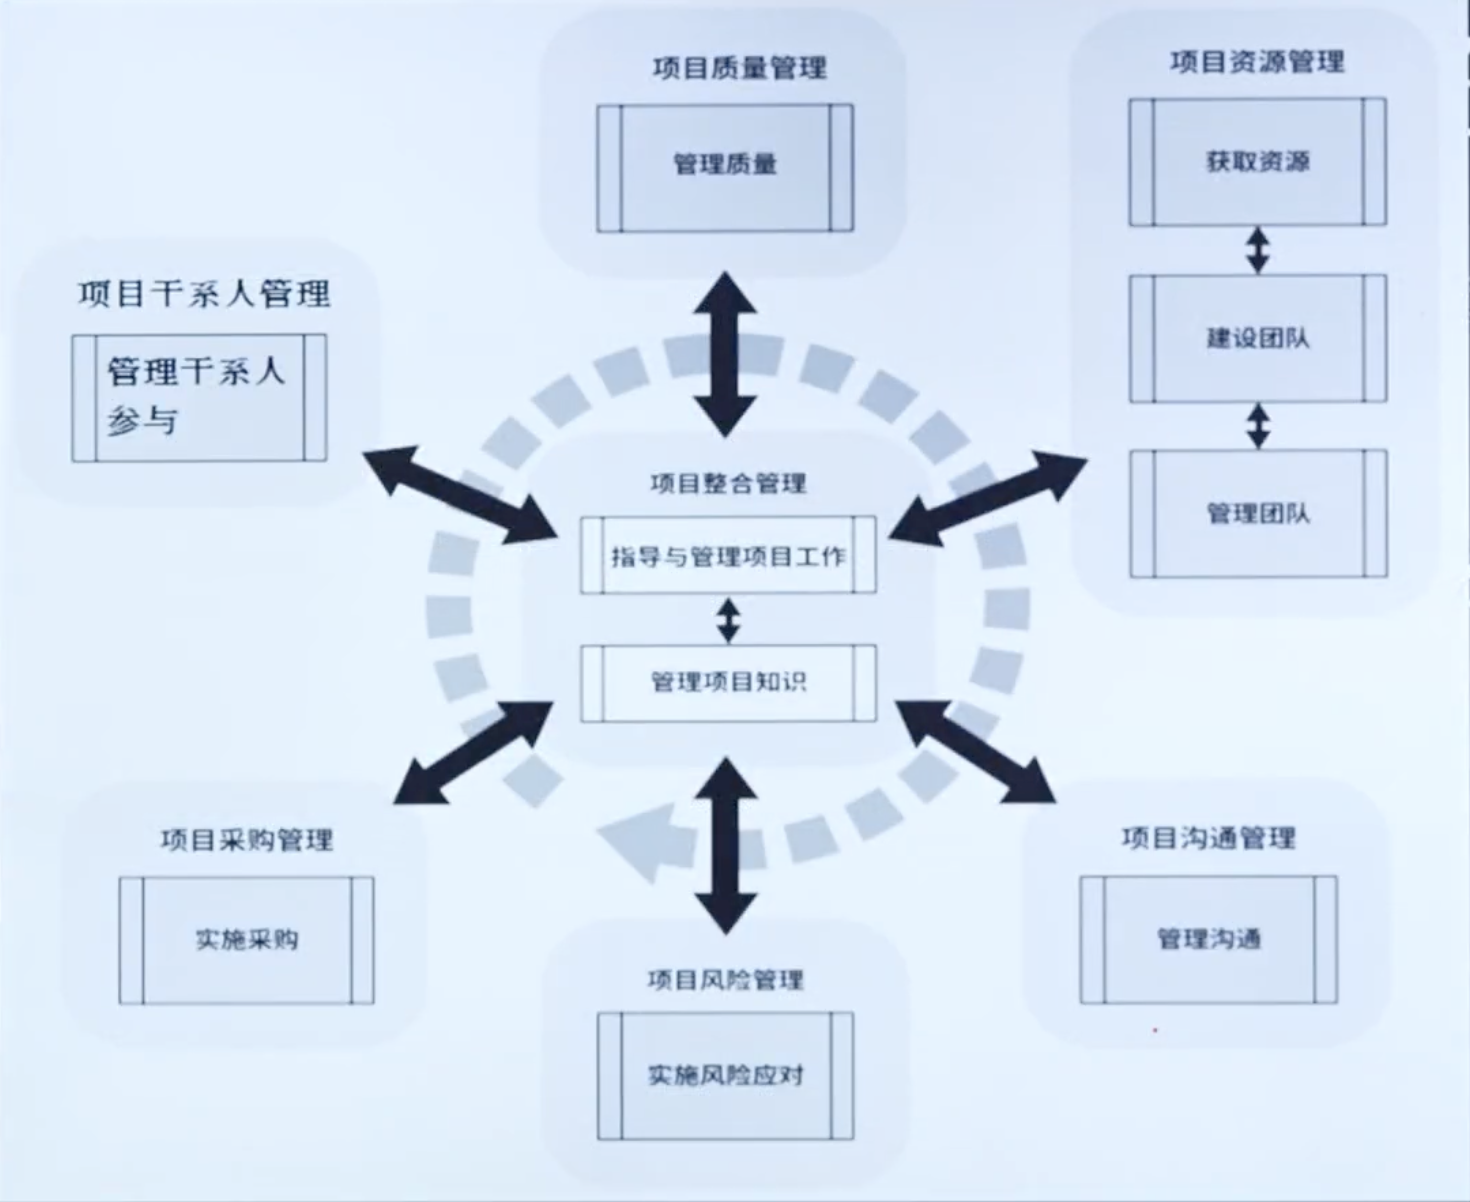 项目质量管理
管理质量
项目资源管理
获取资源
建设团队
管理团队
项目干系人管理
管理干系人
参与
项目整合管理
指导与管理项目工作
管理项目知识
项目采购管理
实施采购
项目风险管理
实施风险应对
项目沟通管理
管理沟通